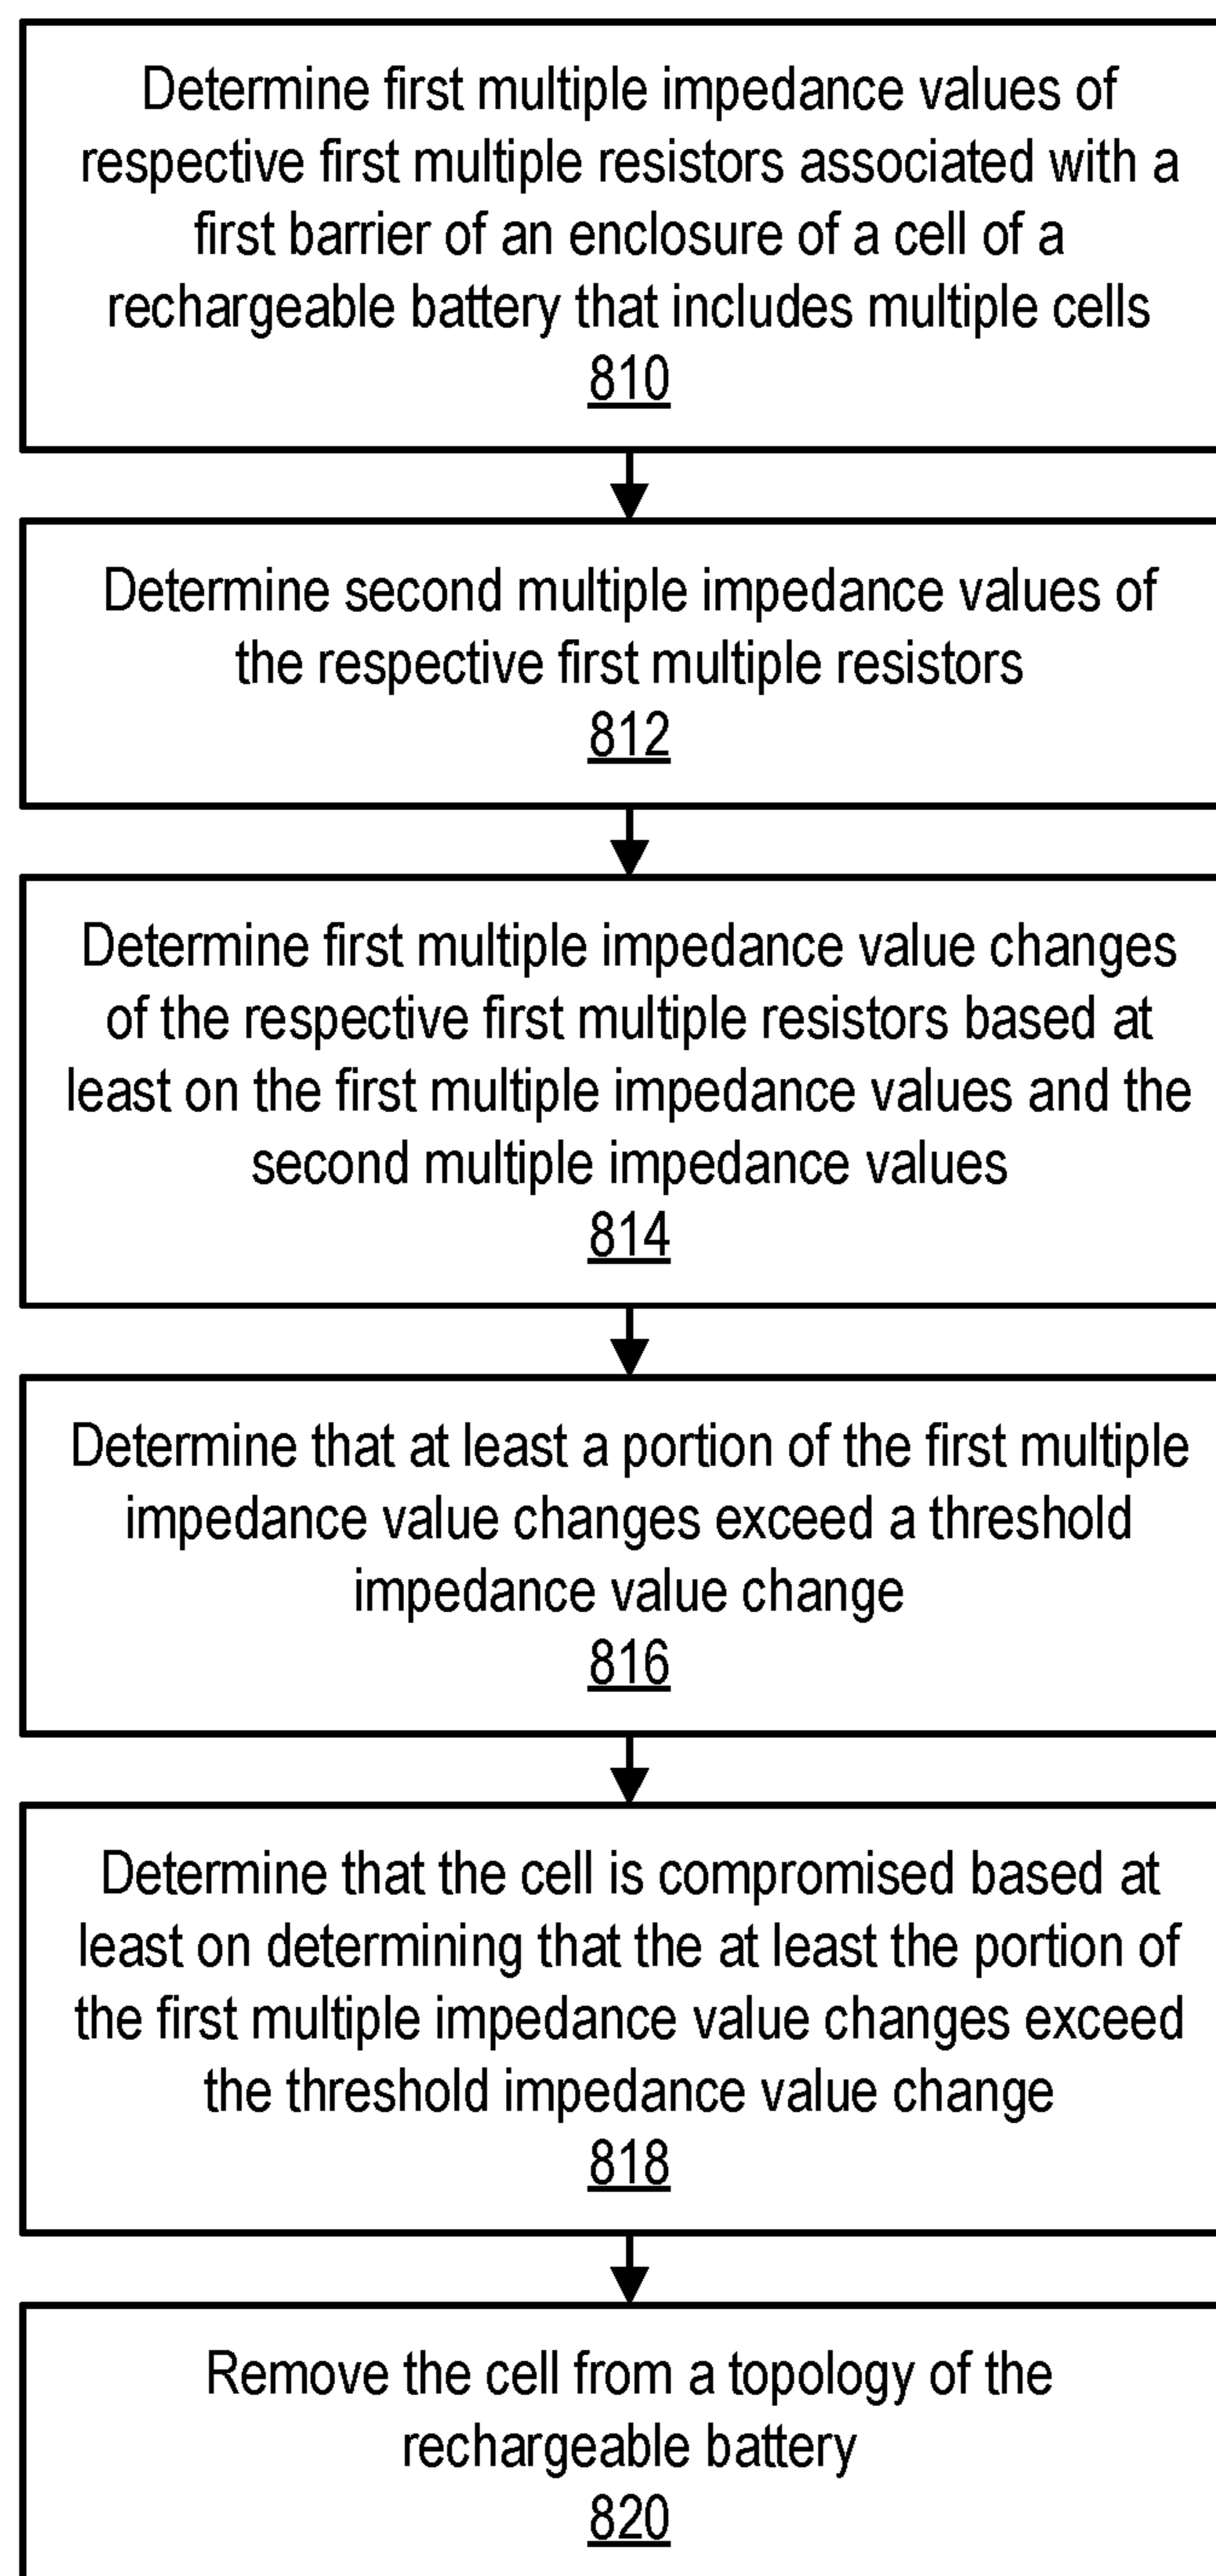 Determine first multiple impedance values of
respective first multiple resistors associated with a
first barrier of an enclosure of a cell of a
rechargeable battery that includes multiple cells
810
Determine second multiple impedance values of
the respective first multiple resistors
812
Determine first multiple impedance value changes
of the respective first multiple resistors based at
least on the first multiple impedance values and the
second multiple impedance values
814
Determine that at least a portion of the first multiple
impedance value changes exceed a threshold
impedance value change
816
Determine that the cell is compromised based at
least on determining that the at least the portion of
the first multiple impedance value changes exceed
the threshold impedance value change
818
Remove the cell from a topology of the
rechargeable battery
820